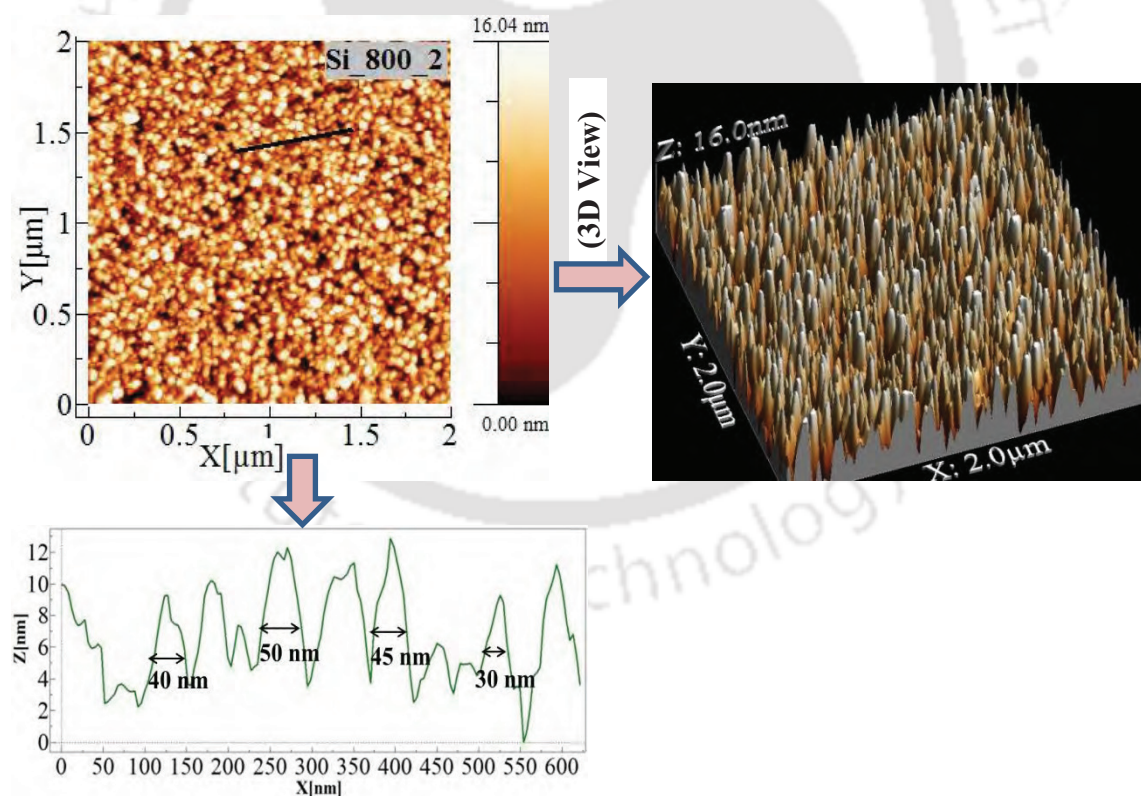 16.04 nm
Si_800_2
2
1.5
1
0.5
0
Y[µm]
0 0.5 1 1.5 2
X[µm]
0.00 nm
(3D View)
Z: 16.0nm
Y: 2.0µm
X: 2.0µm
chnology
12
10
8
6
4
2
0
Z[nm]
40 nm
50 nm
45 nm
30 nm
0 50 100 150 200 250 300 350 400 450 500 550 600
X[nm]